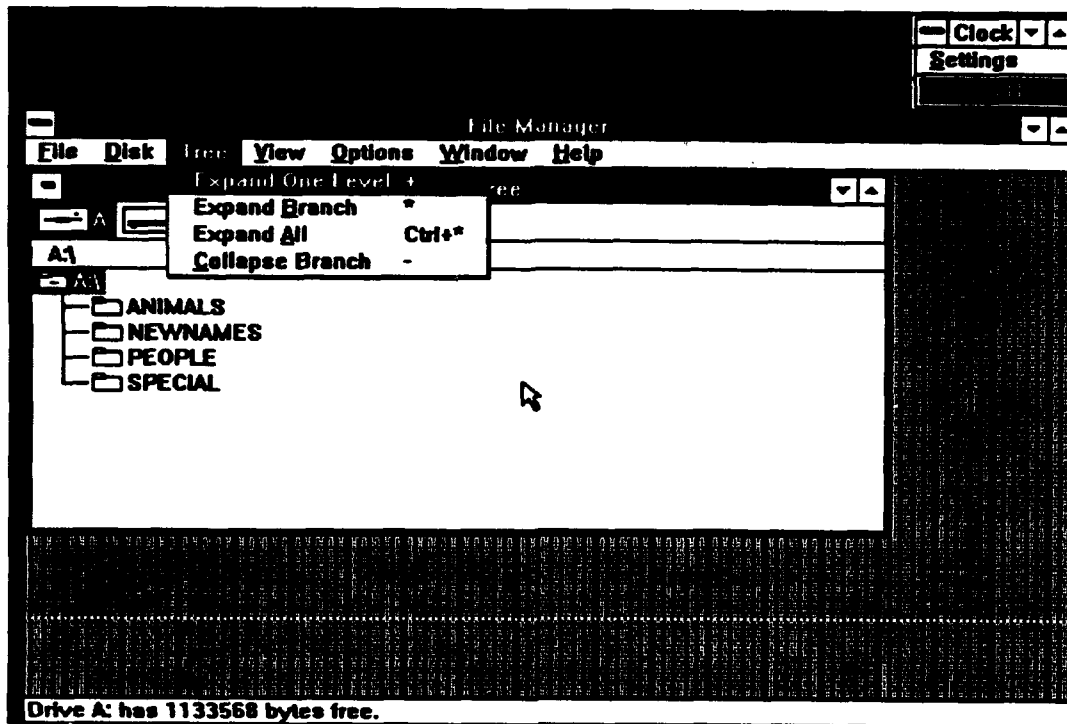 Clock
Settings
File Manager
File Disk Tree View Options Window Help
Expand One Level +
ree
A
Expand Branch *
Expand All Ctrl+*
A:\
Collapse Branch -
A:\
ANIMALS
NEWNAMES
PEOPLE
SPECIAL
Drive A: has 1133568 bytes free.